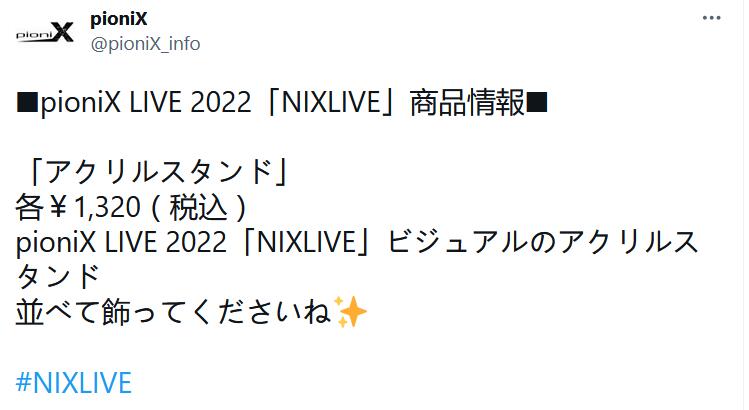 pioniX
pioniX
@pioniX_info
■pioniX LIVE 2022「NIXLIVE」商品情報■
「アクリルスタンド」
各￥1,320（税込）
pioniX LIVE 2022「NIXLIVE」ビジュアルのアクリルス
タンド
並べて飾ってくださいね✨
#NIXLIVE